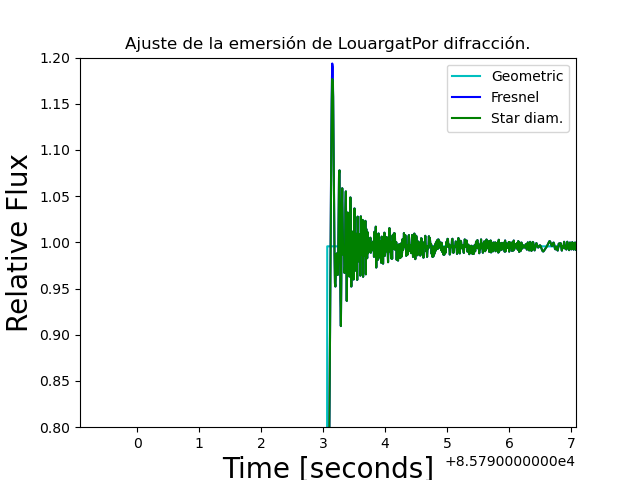 Ajuste de la emersión de LouargatPor difracción.
1.20
1.15
1.10
1.05
1.00
0.95
0.90
0.85
0.80
Relative Flux
Geometric
Fresnel
Star diam.
0 1 2 3 4 5 6 7
Time [seconds]
+8.5790000000e4